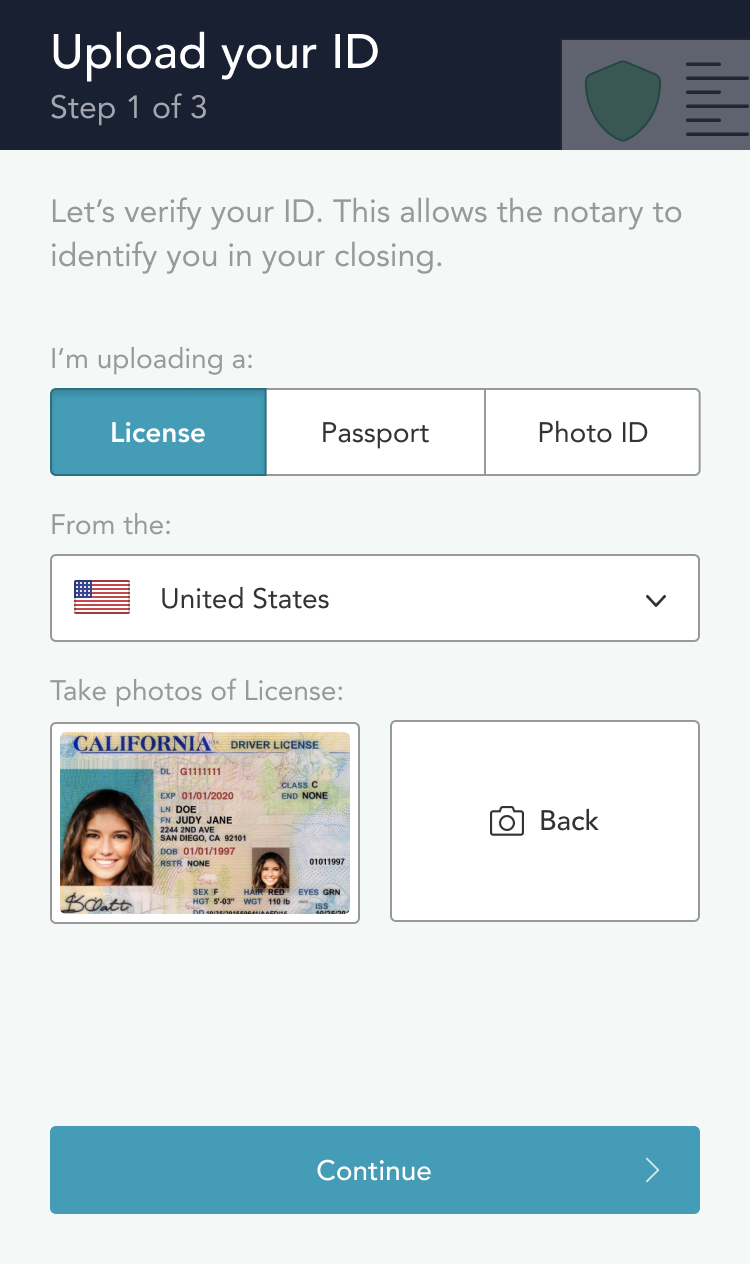 Upload your ID
Step 1 of 3
Let's verify your ID. This allows the notary to
identify you in your closing.
I'm uploading a:
License
Passport
Photo ID
From the:
United States
Take photos of License:
CALIFORNIA DRIVER LICENSE
DL G1111111
CLASS C
EXP 01/01/2020 END NONE
LN DOE
FN JUDY JANE
2244 2ND AVE
SAN DIEGO, CA 92101
DOB 01/01/1997
RSTR NONE 01011997
SEX F HAIR RED EYES GRN
HGT 5'-03" WGT 110 lb
ISS
DD
Back
Continue